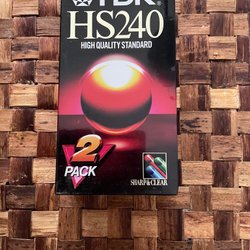 TDK
HS240
HIGH QUALITY STANDARD
2
PACK
SHARP & CLEAR